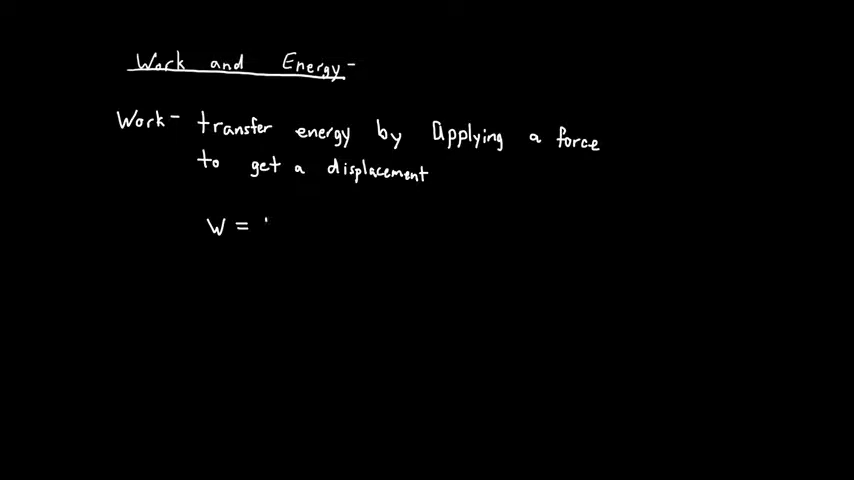 Work and Energy-
Work- transfer energy by Applying a force
to get a displacement
W = '